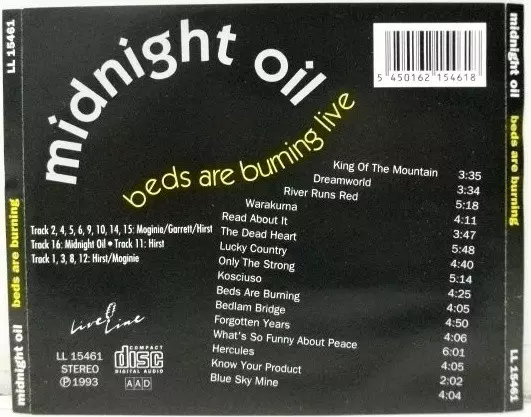 LL 15461
midnight oil
beds are burning live
5 450162 154618
King Of The Mountain 3:35
Dreamworld 3:34
River Runs Red 5:18
Warakurna 4:11
Read About It 3:47
The Dead Heart 5:48
Lucky Country 4:40
Only The Strong 5:14
Kosciuso 4:25
Beds Are Burning 4:05
Bedlam Bridge 4:50
Forgotten Years 4:06
What's So Funny About Peace 6:01
Hercules 4:05
Know Your Product 2:02
Blue Sky Mine 4:04
Track 2, 4, 5, 6, 9, 10, 14, 15: Moginie/Garrett/Hirst
Track 16: Midnight Oil • Track 11: Hirst
Track 1, 3, 8, 12: Hirst/Moginie
Live Line
LL 15461
STEREO
℗ 1993
COMPACT
disc
DIGITAL AUDIO
AAD
midnight oil beds are burning
midnight oil beds are burning
LL 15461